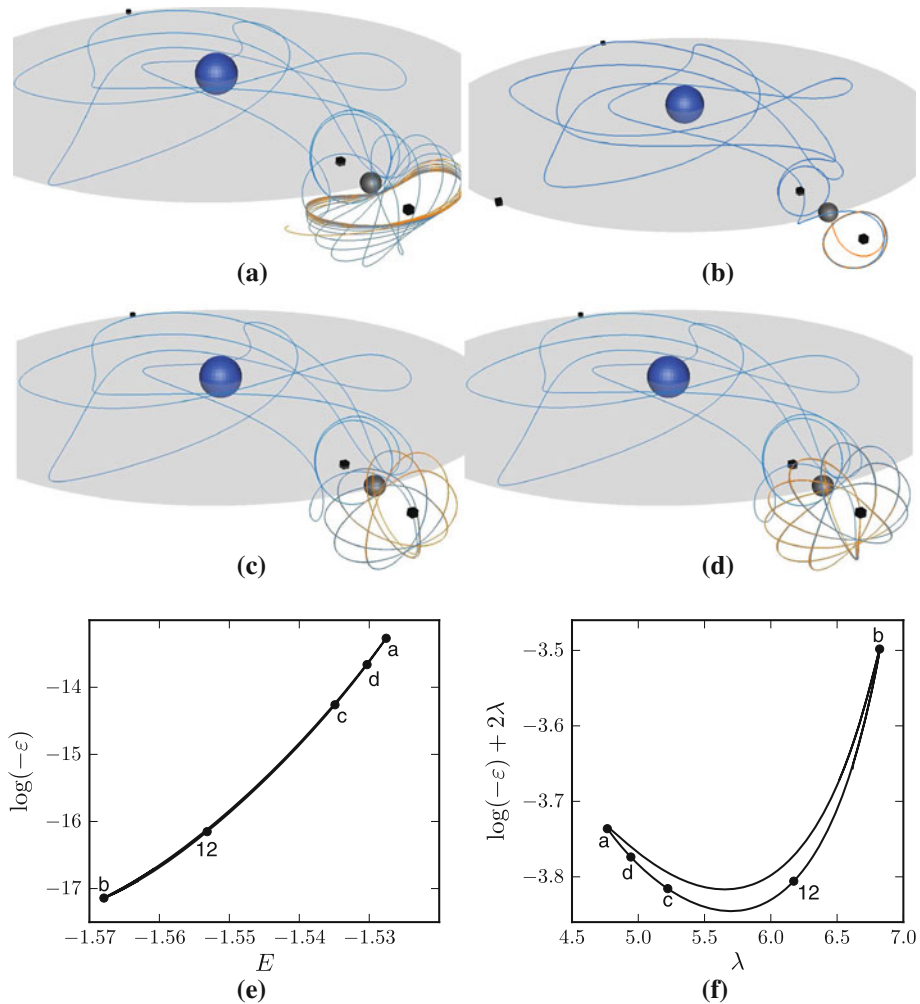 (a)
(b)
(c)
(d)
−14
−15
−16
−17
log(−ε)
a
d
c
12
b
−1.57 −1.56 −1.55 −1.54 −1.53
E
(e)
−3.5
−3.6
−3.7
−3.8
log(−ε) + 2λ
b
a
d
c
12
4.5 5.0 5.5 6.0 6.5 7.0
λ
(f)